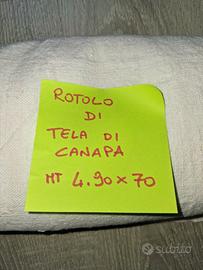 ROTOLO
DI
TELA DI
CANAPA
MT 4.90 x 70
subito